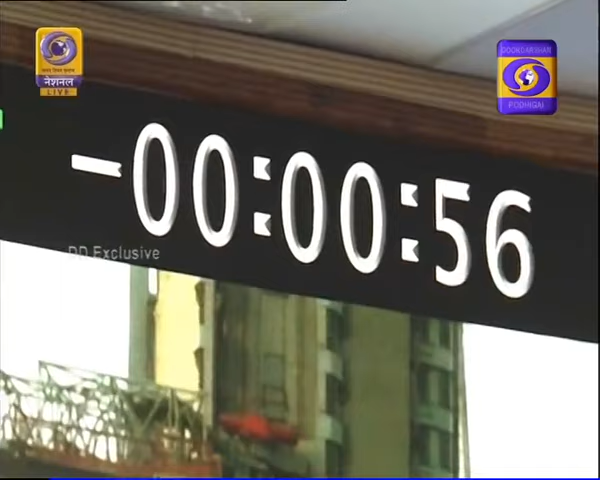 नेशनल
LIVE
DOORDARSHAN
PODHIGAI
-00:00:56
DD Exclusive